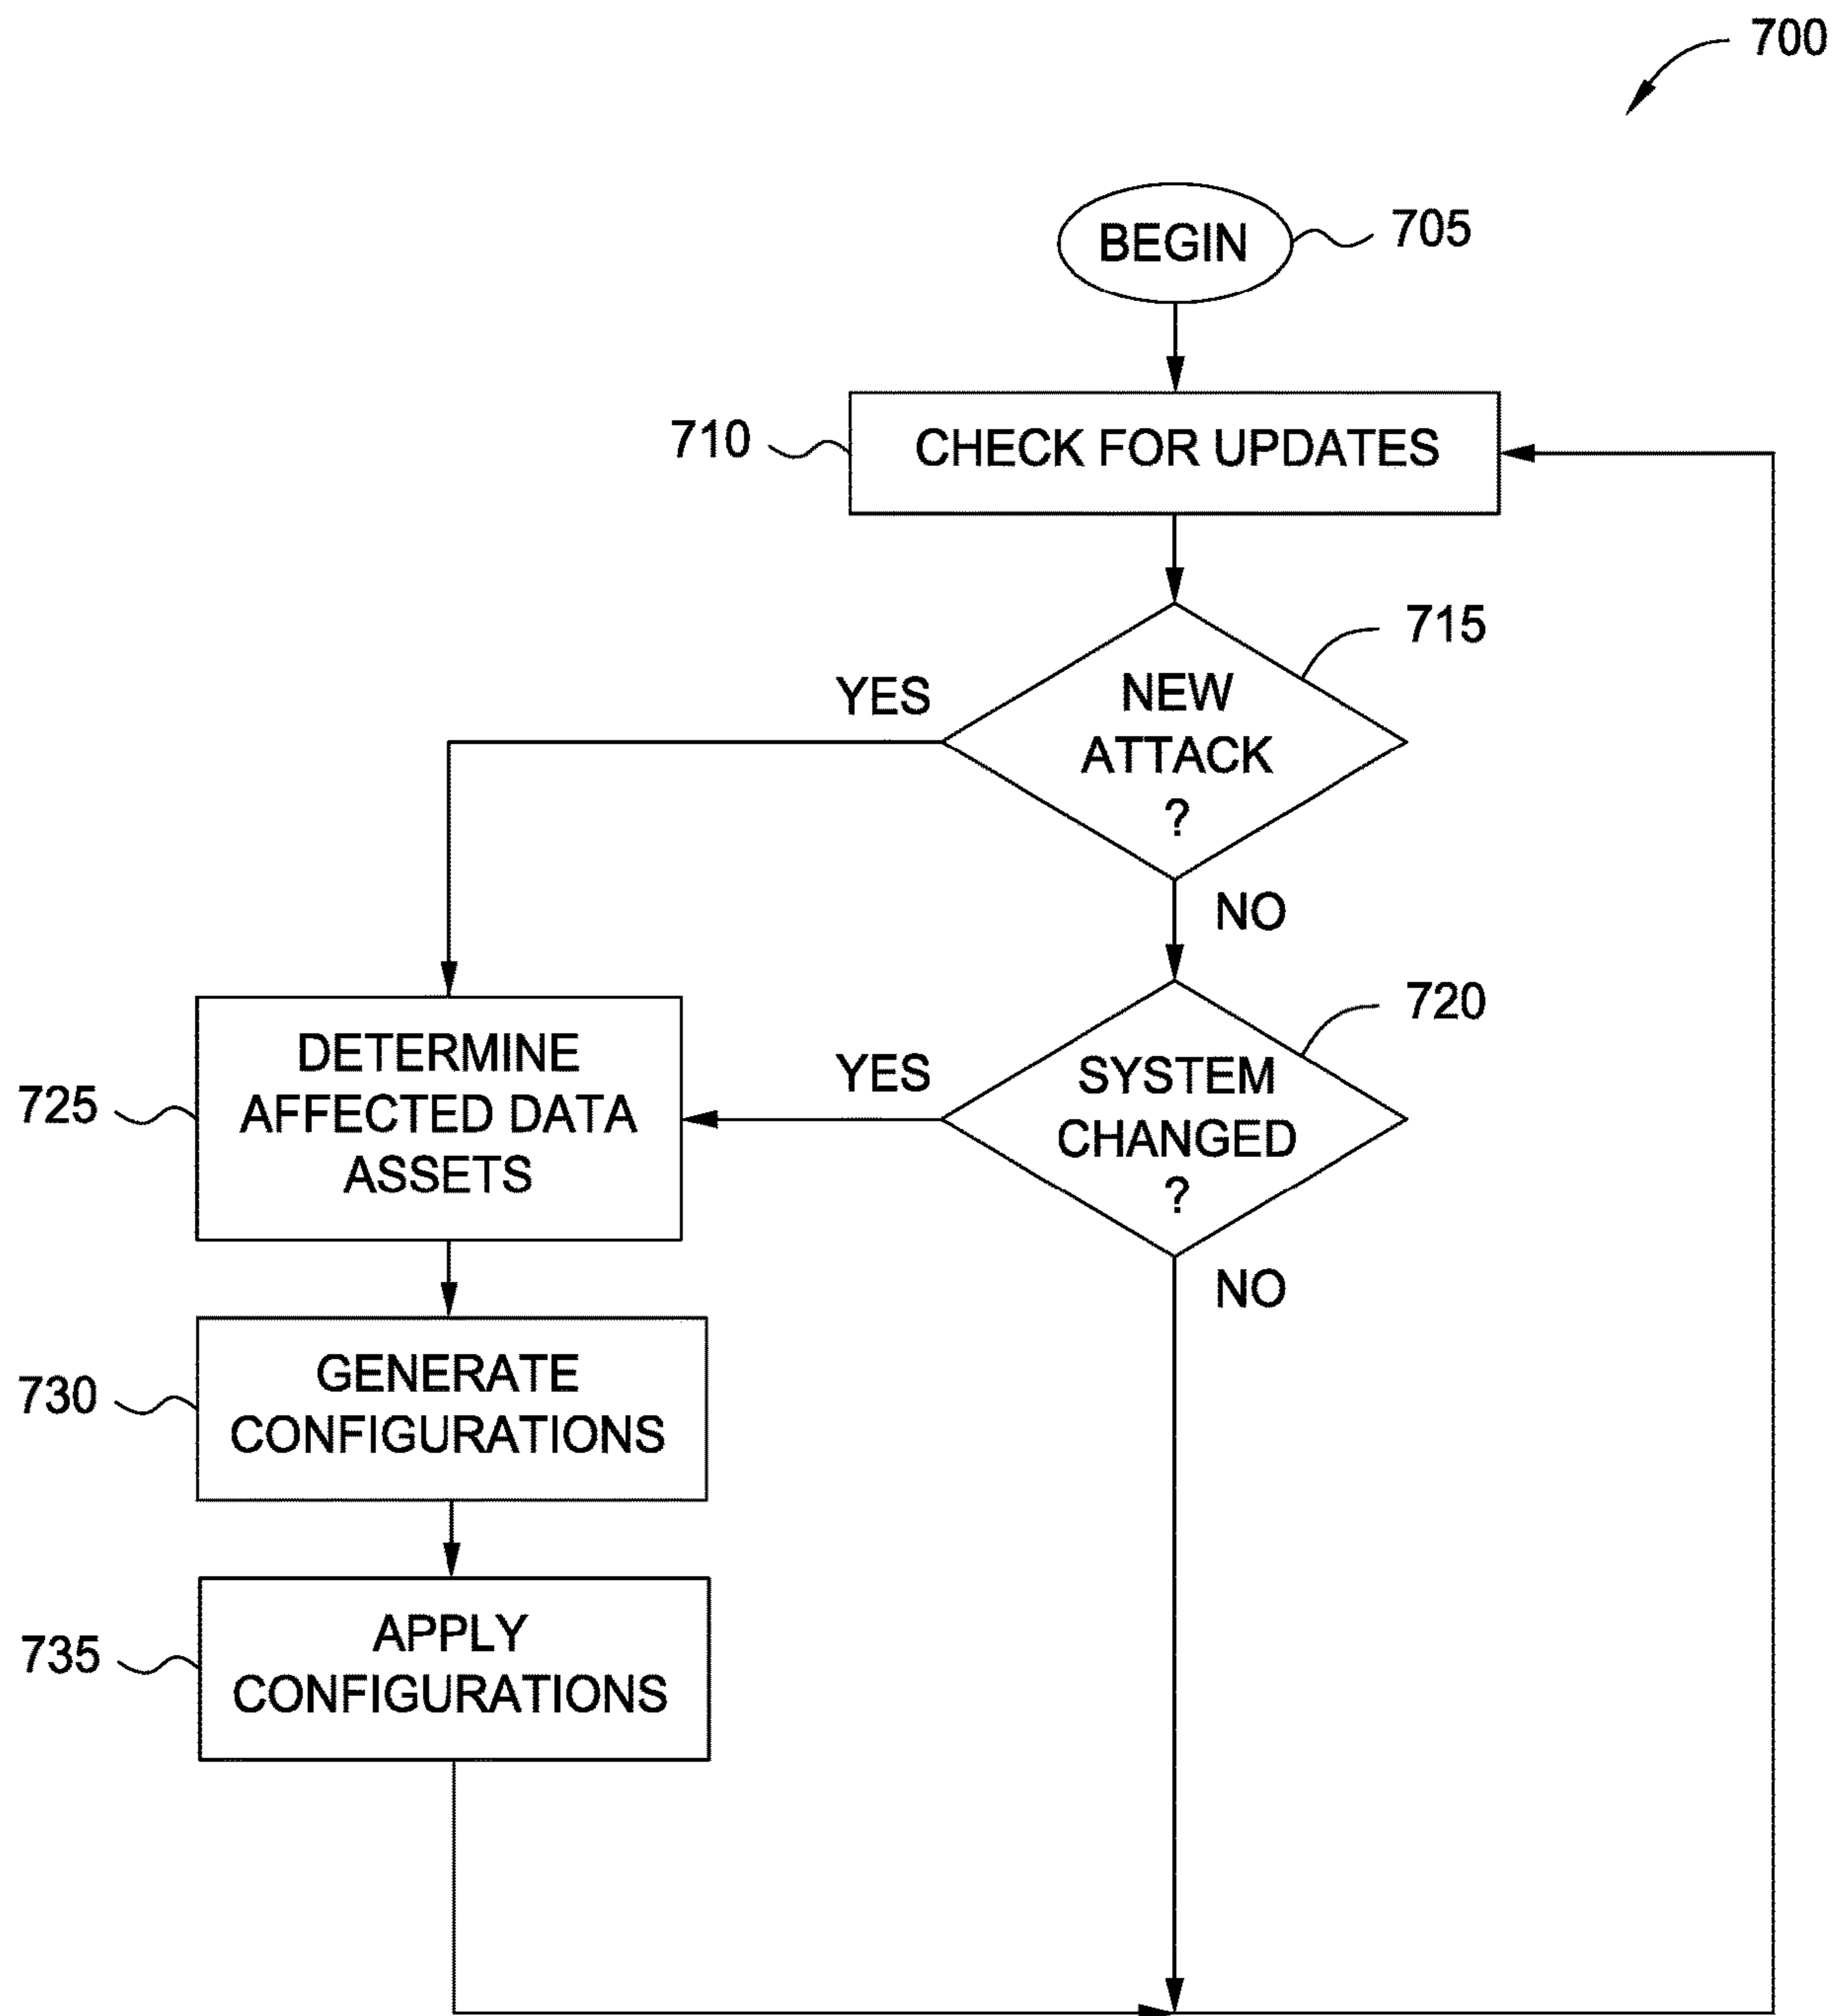 700
BEGIN
705
710
CHECK FOR UPDATES
715
YES
NEW
ATTACK
?
NO
720
725
DETERMINE
AFFECTED DATA
ASSETS
YES
SYSTEM
CHANGED
?
NO
730
GENERATE
CONFIGURATIONS
735
APPLY
CONFIGURATIONS